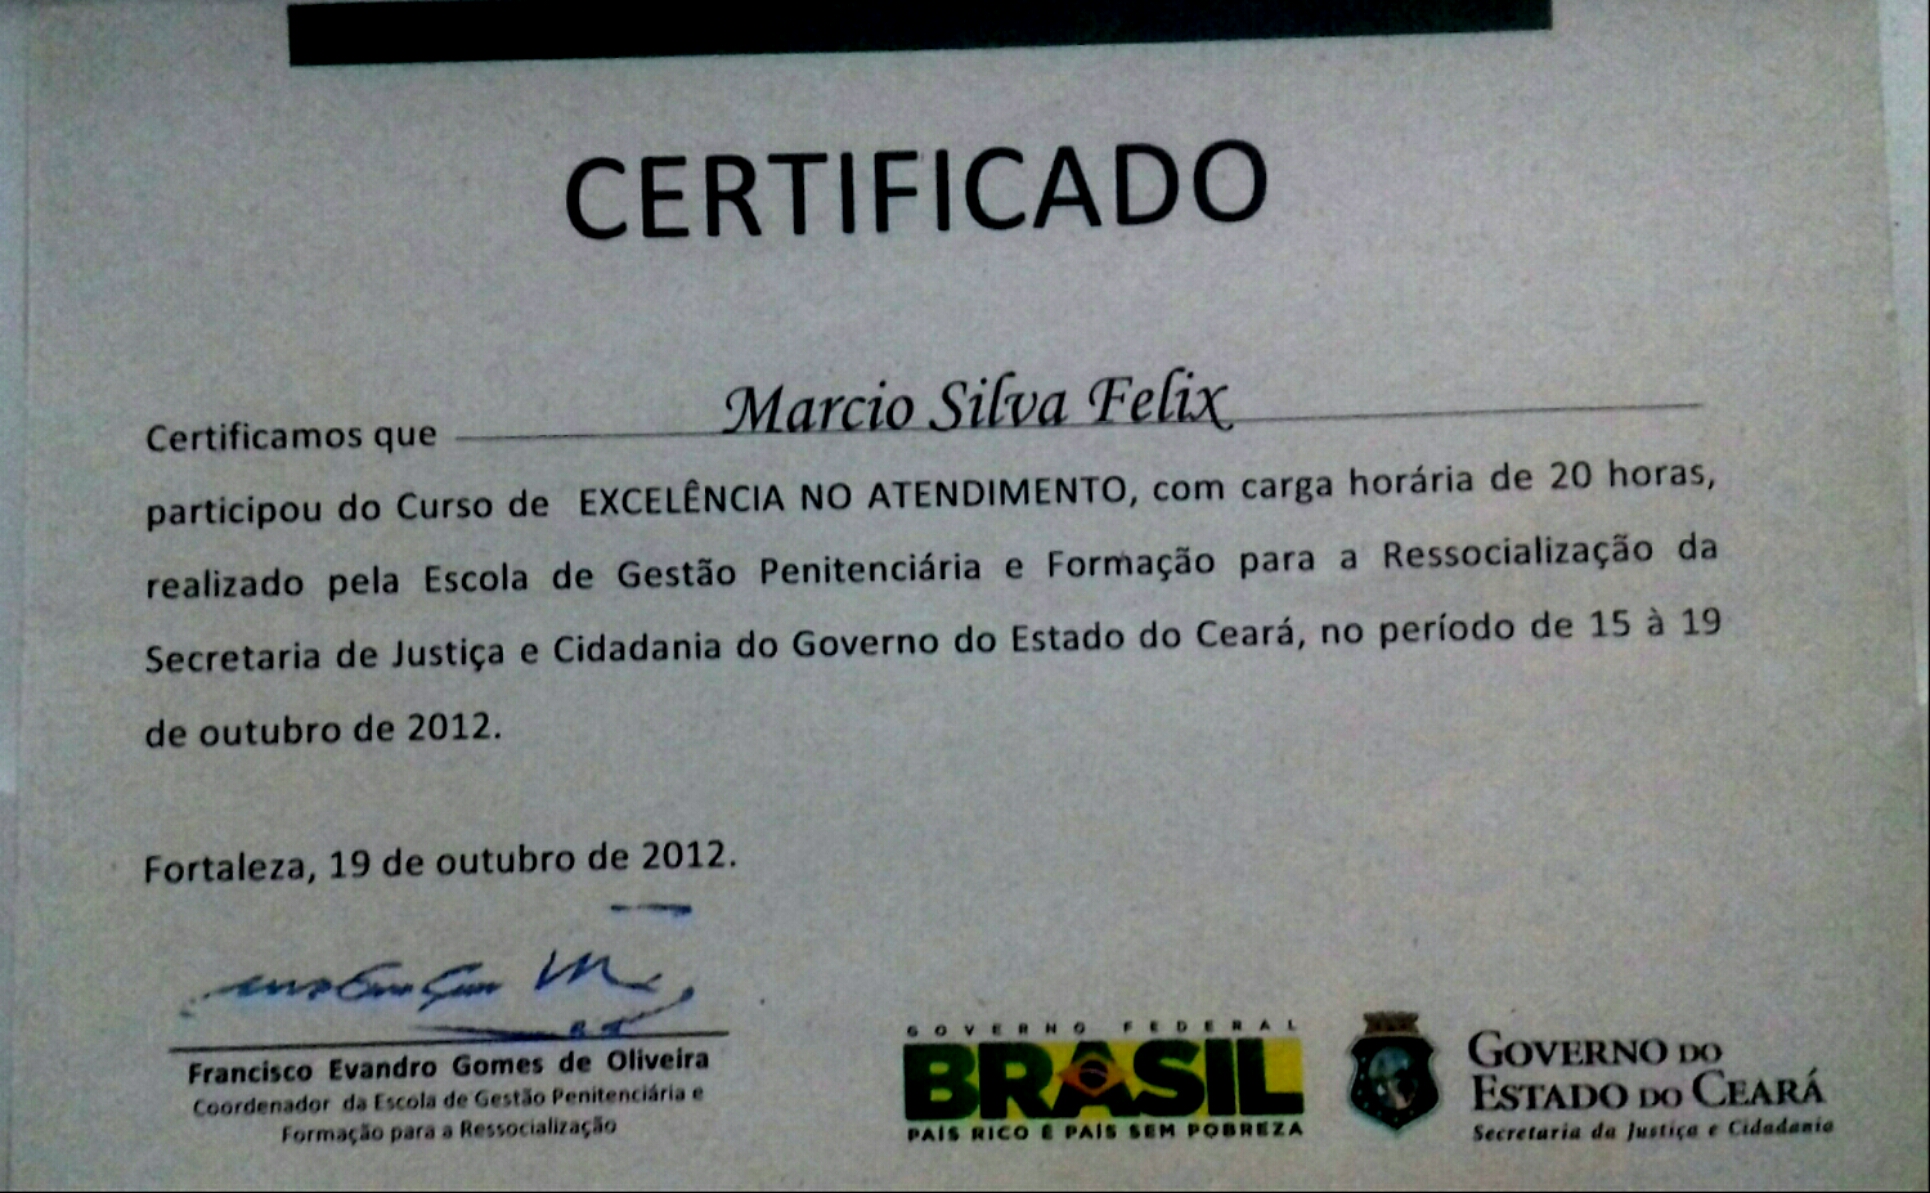 CERTIFICADO
Certificamos que Marcio Silva Felix
participou do Curso de EXCELÊNCIA NO ATENDIMENTO, com carga horária de 20 horas,
realizado pela Escola de Gestão Penitenciária e Formação para a Ressocialização da
Secretaria de Justiça e Cidadania do Governo do Estado do Ceará, no período de 15 à 19
de outubro de 2012.
Fortaleza, 19 de outubro de 2012.
Francisco Evandro Gomes de Oliveira
Coordenador da Escola de Gestão Penitenciária e
Formação para a Ressocialização
GOVERNO FEDERAL
BRASIL
PAÍS RICO É PAÍS SEM POBREZA
GOVERNO DO
ESTADO DO CEARÁ
Secretaria da Justiça e Cidadania